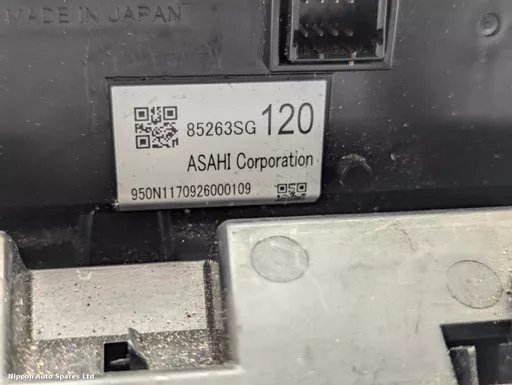 MADE IN JAPAN
85263SG 120
ASAHI Corporation
950N1170926000109
Nippon Auto Spares Ltd